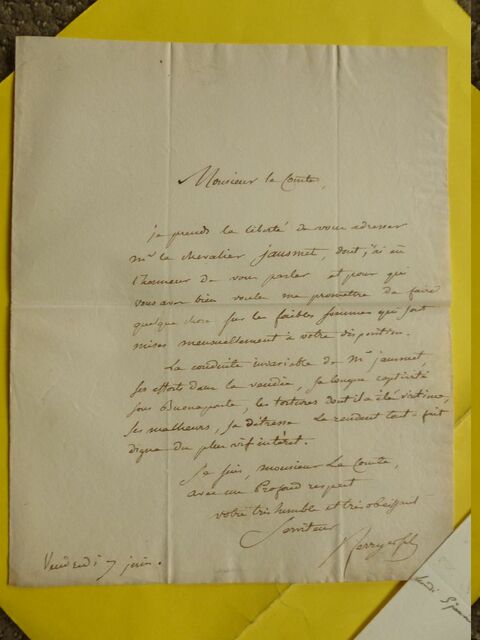 Monsieur le Comte,
je prends la liberté de vous adresser
mr le chevalier jausmet, dont j'ai eu
l'honneur de vous parler et pour qui
vous avez bien voulu me promettre de faire
quelque chose sur les faibles sommes qui sont
mises mensuellement à votre disposition.
La conduite invariable de mr jausmet,
ses efforts dans la vendée, sa longue captivité
sous Buonaparte, les tortures dont il a été victime,
ses malheurs, sa détresse le rendent tout-à-fait
digne du plus vif intérêt.
Je suis, monsieur Le Comte,
avec un Profond respect
votre très humble et très obéissant
Serviteur
Berryer fils
Vendredi 7 juin.